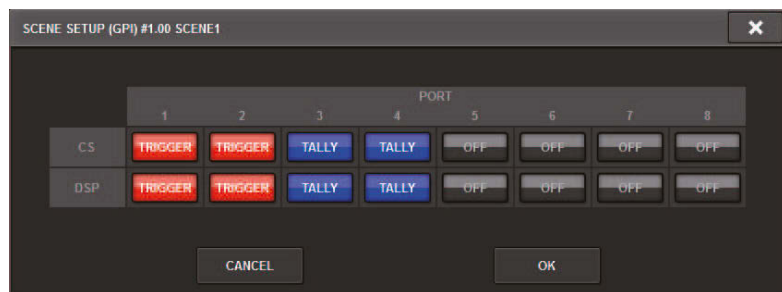 SCENE SETUP (GPI) #1.00 SCENE1
PORT
1 2 3 4 5 6 7 8
CS TRIGGER TRIGGER TALLY TALLY OFF OFF OFF OFF
DSP TRIGGER TRIGGER TALLY TALLY OFF OFF OFF OFF
CANCEL OK